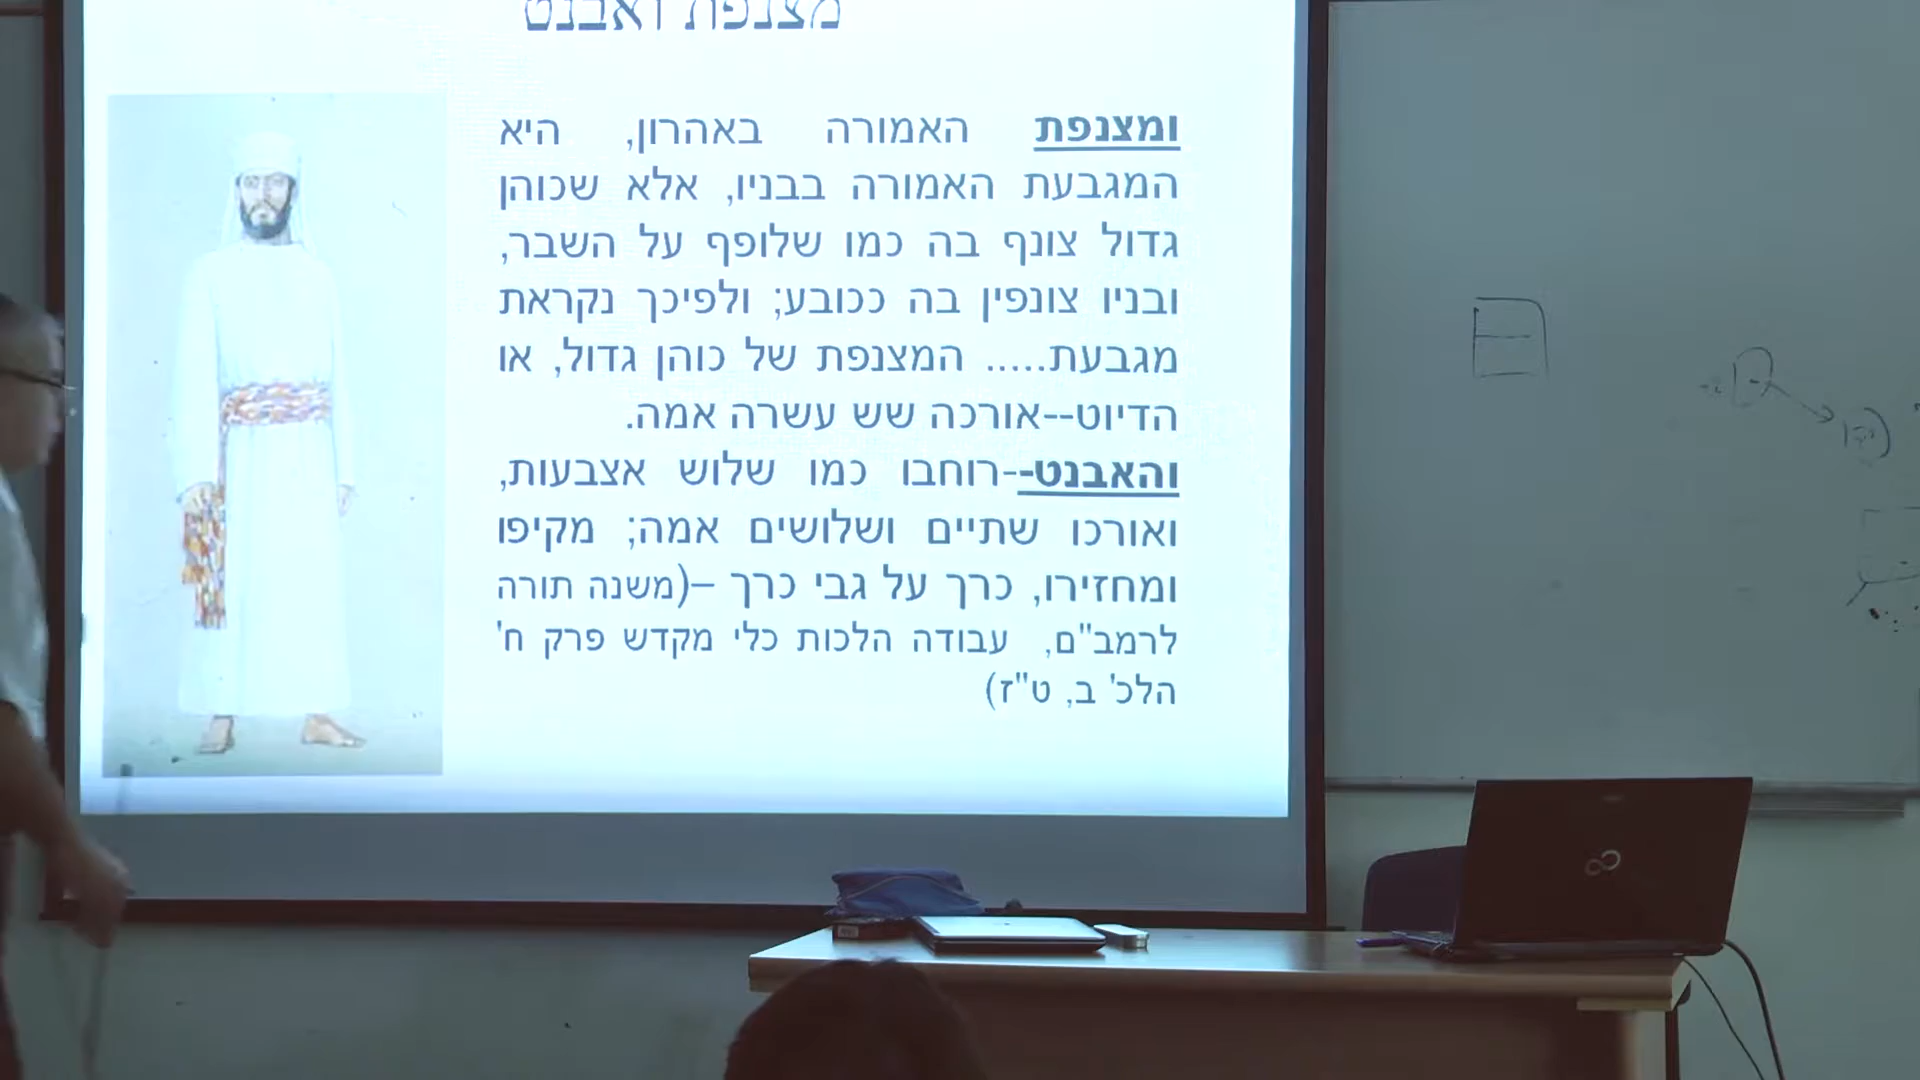 מצנפת ואבנט
ומצנפת האמורה באהרון, היא
המגבעת האמורה בבניו, אלא שכוהן
גדול צונף בה כמו שלופף על השבר,
ובניו צונפין בה ככובע; ולפיכך נקראת
מגבעת..... המצנפת של כוהן גדול, או
הדיוט--אורכה שש עשרה אמה.
והאבנט--רוחבו כמו שלוש אצבעות,
ואורכו שתיים ושלושים אמה; מקיפו
ומחזירו, כרך על גבי כרך –(משנה תורה
לרמב"ם, עבודה הלכות כלי מקדש פרק ח'
הלכ' ב, ט"ז)